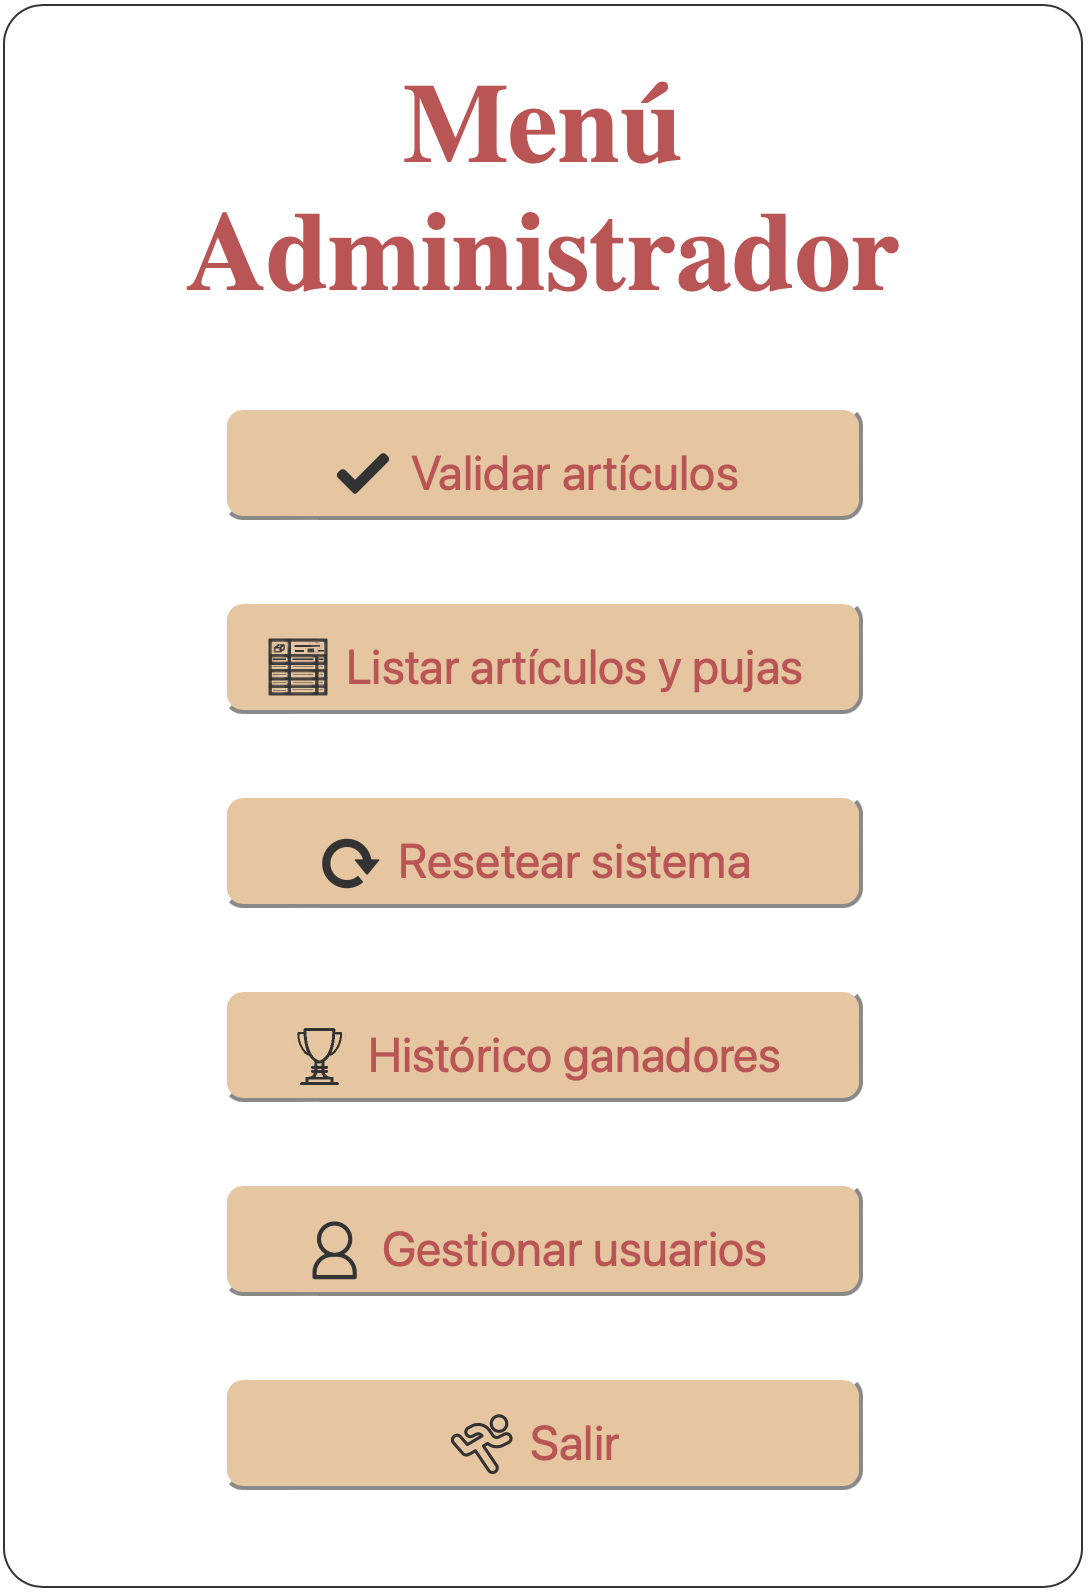 Menú
Administrador
Validar artículos
Listar artículos y pujas
Resetear sistema
Histórico ganadores
Gestionar usuarios
Salir